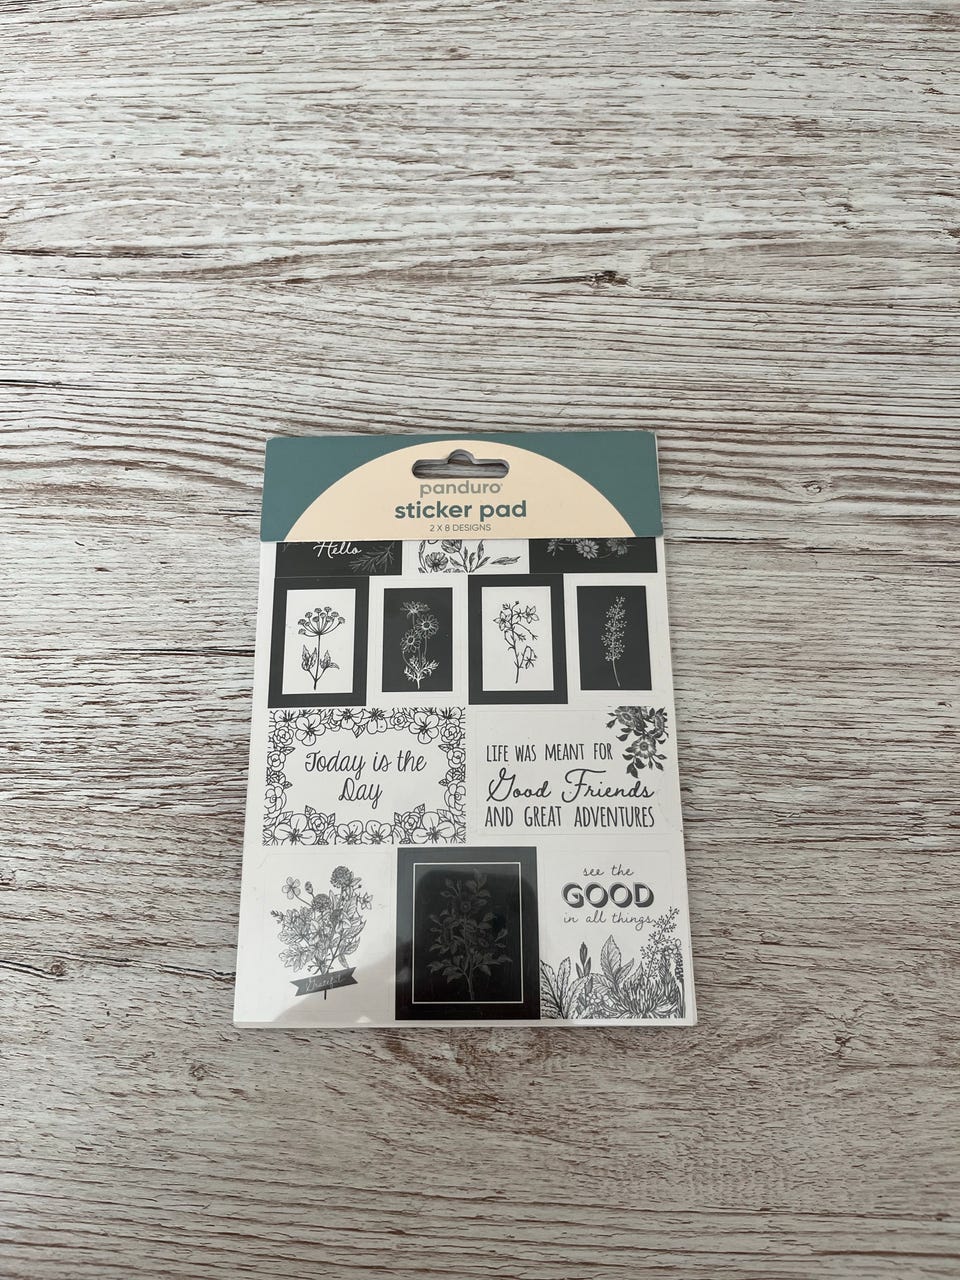 panduro
sticker pad
2 X 8 DESIGNS
Hello
Today is the
Day
LIFE WAS MEANT FOR
Good Friends
AND GREAT ADVENTURES
see the
GOOD
in all things
Grateful